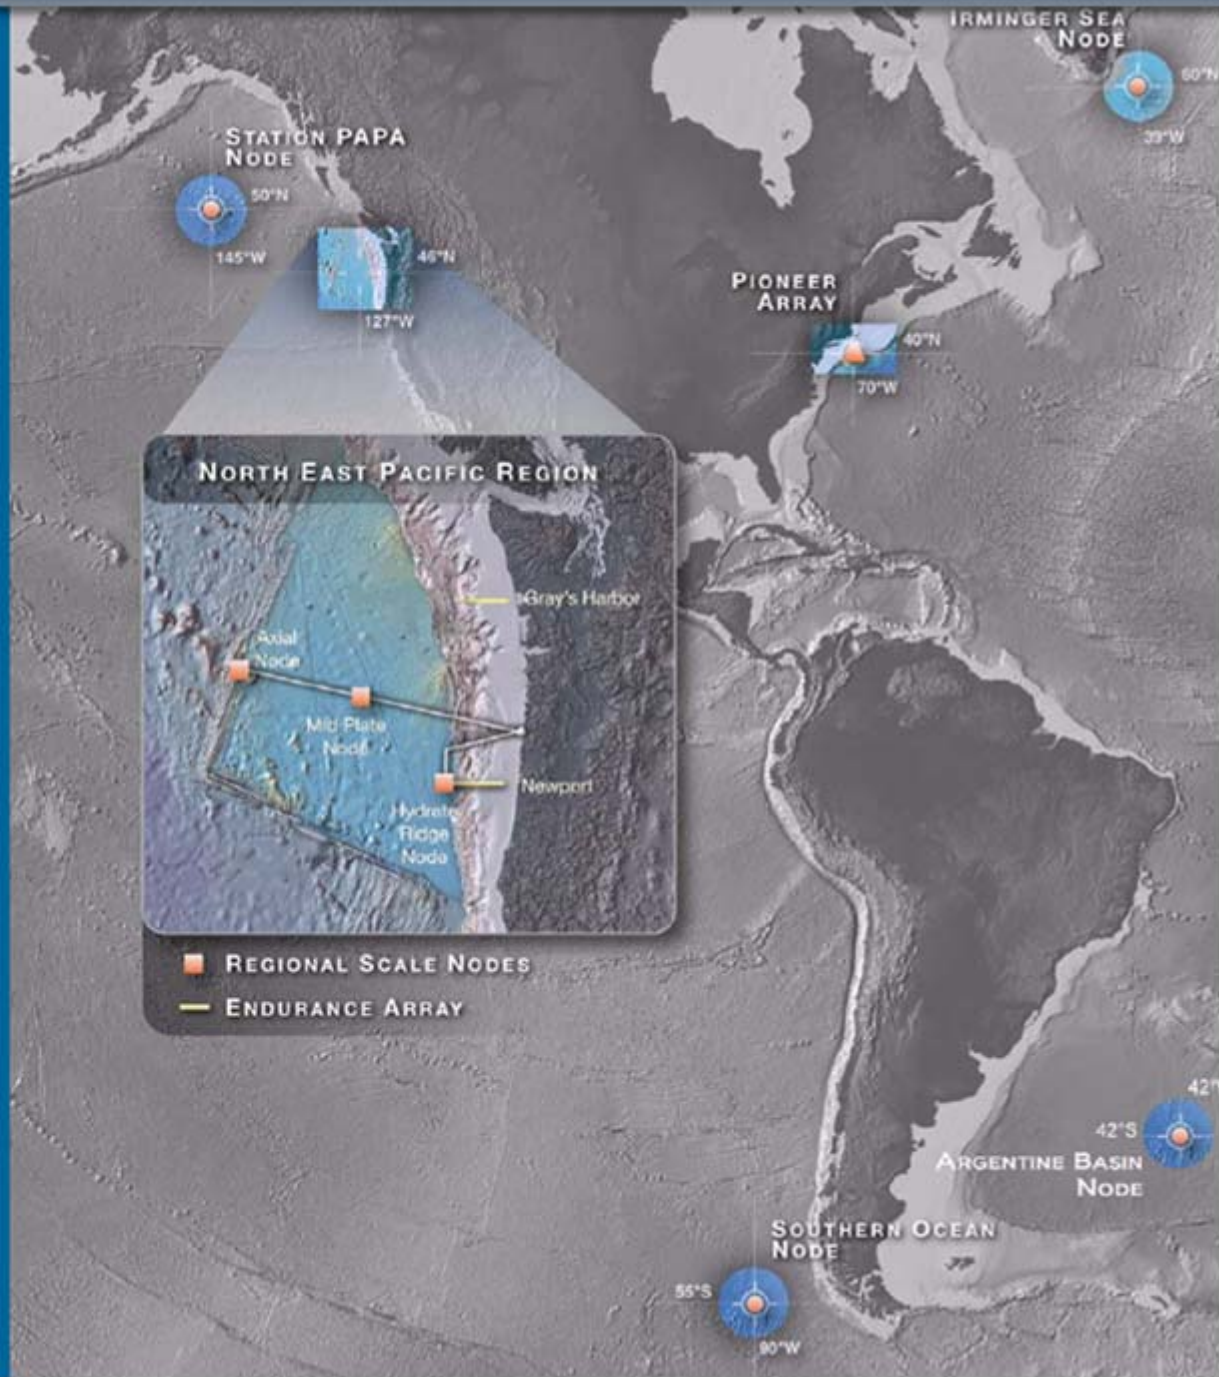 IRMINGER SEA
NODE
60°N
39°W
STATION PAPA
NODE
50°N
145°W
46°N
127°W
PIONEER
ARRAY
40°N
70°W
NORTH EAST PACIFIC REGION
Gray's Harbor
Axial
Node
Mid Plate
Node
Newport
Hydrate
Ridge
Node
REGIONAL SCALE NODES
ENDURANCE ARRAY
42°
42°S
ARGENTINE BASIN
NODE
SOUTHERN OCEAN
NODE
55°S
90°W